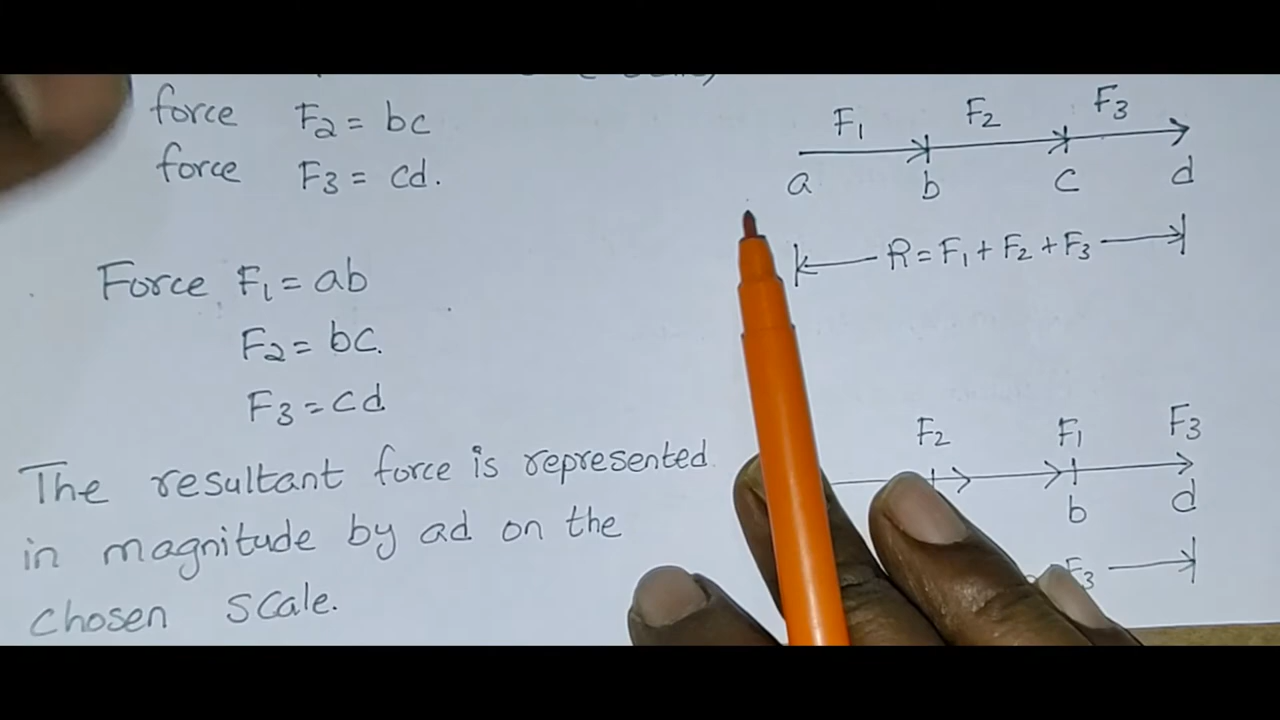 force F2 = bc
force F3 = cd.
Force F1 = ab
F2 = bc.
F3 = cd
The resultant force is represented
in magnitude by ad on the
chosen scale.
F1 F2 F3
a b c d
R = F1 + F2 + F3
F2 F1 F3
b d
F3